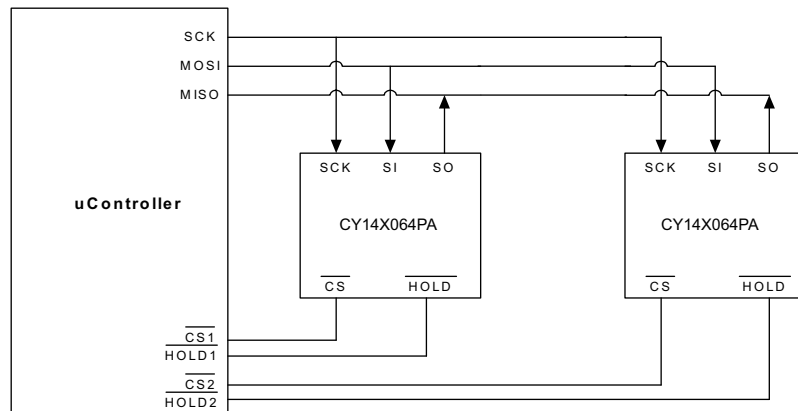 SCK
MOSI
MISO
uController
SCK SI SO
CY14X064PA
CS HOLD
SCK SI SO
CY14X064PA
CS HOLD
CS1
HOLD1
CS2
HOLD2